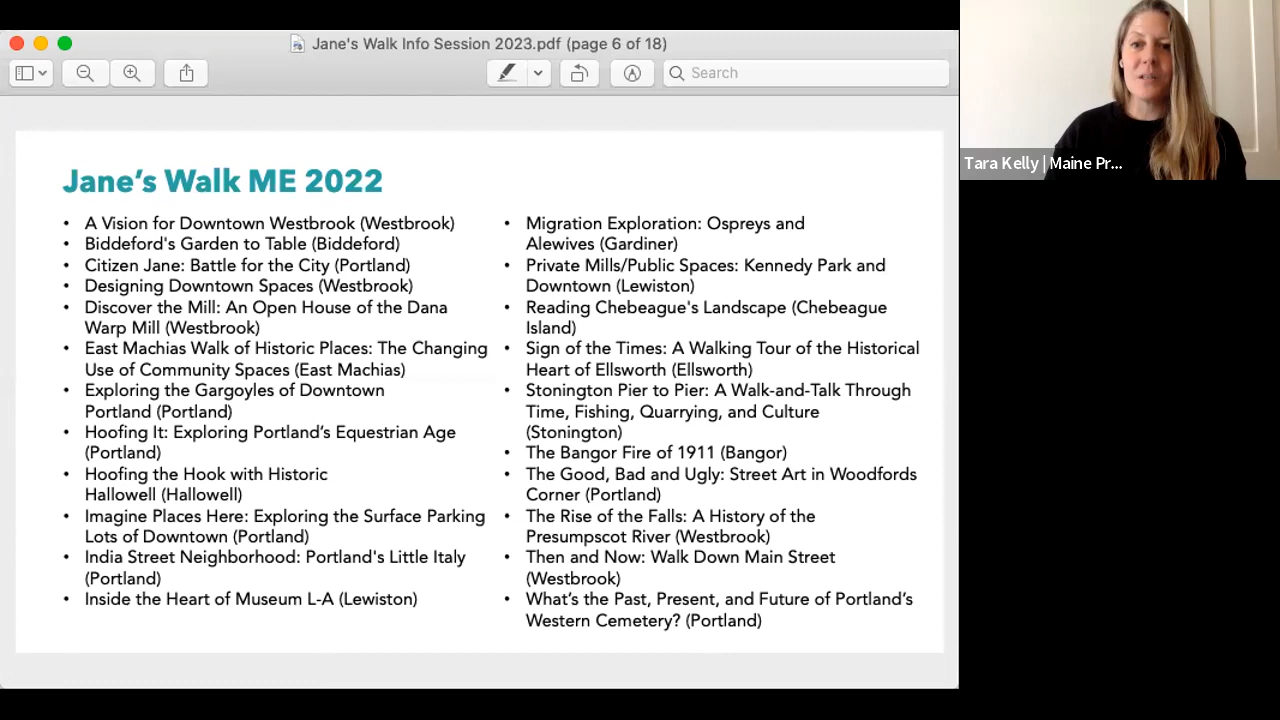 Jane's Walk Info Session 2023.pdf (page 6 of 18)
Search
Tara Kelly | Maine Pr...
Jane's Walk ME 2022
• A Vision for Downtown Westbrook (Westbrook)
• Biddeford's Garden to Table (Biddeford)
• Citizen Jane: Battle for the City (Portland)
• Designing Downtown Spaces (Westbrook)
• Discover the Mill: An Open House of the Dana
Warp Mill (Westbrook)
• East Machias Walk of Historic Places: The Changing
Use of Community Spaces (East Machias)
• Exploring the Gargoyles of Downtown
Portland (Portland)
• Hoofing It: Exploring Portland’s Equestrian Age
(Portland)
• Hoofing the Hook with Historic
Hallowell (Hallowell)
• Imagine Places Here: Exploring the Surface Parking
Lots of Downtown (Portland)
• India Street Neighborhood: Portland's Little Italy
(Portland)
• Inside the Heart of Museum L-A (Lewiston)
• Migration Exploration: Ospreys and
Alewives (Gardiner)
• Private Mills/Public Spaces: Kennedy Park and
Downtown (Lewiston)
• Reading Chebeague's Landscape (Chebeague
Island)
• Sign of the Times: A Walking Tour of the Historical
Heart of Ellsworth (Ellsworth)
• Stonington Pier to Pier: A Walk-and-Talk Through
Time, Fishing, Quarrying, and Culture
(Stonington)
• The Bangor Fire of 1911 (Bangor)
• The Good, Bad and Ugly: Street Art in Woodfords
Corner (Portland)
• The Rise of the Falls: A History of the
Presumpscot River (Westbrook)
• Then and Now: Walk Down Main Street
(Westbrook)
• What’s the Past, Present, and Future of Portland’s
Western Cemetery? (Portland)